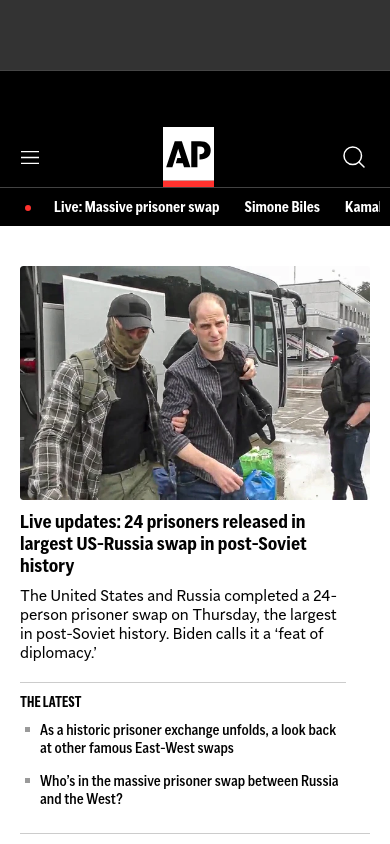 AP
Live: Massive prisoner swap
Simone Biles
Kamal
Live updates: 24 prisoners released in
largest US-Russia swap in post-Soviet
history
The United States and Russia completed a 24-
person prisoner swap on Thursday, the largest
in post-Soviet history. Biden calls it a ‘feat of
diplomacy.’
THE LATEST
As a historic prisoner exchange unfolds, a look back
at other famous East-West swaps
Who’s in the massive prisoner swap between Russia
and the West?